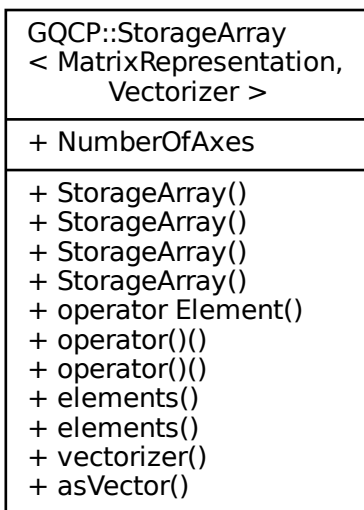 GQCP::StorageArray
< MatrixRepresentation,
Vectorizer >
+ NumberOfAxes
+ StorageArray()
+ StorageArray()
+ StorageArray()
+ StorageArray()
+ operator Element()
+ operator()()
+ operator()()
+ elements()
+ elements()
+ vectorizer()
+ asVector()